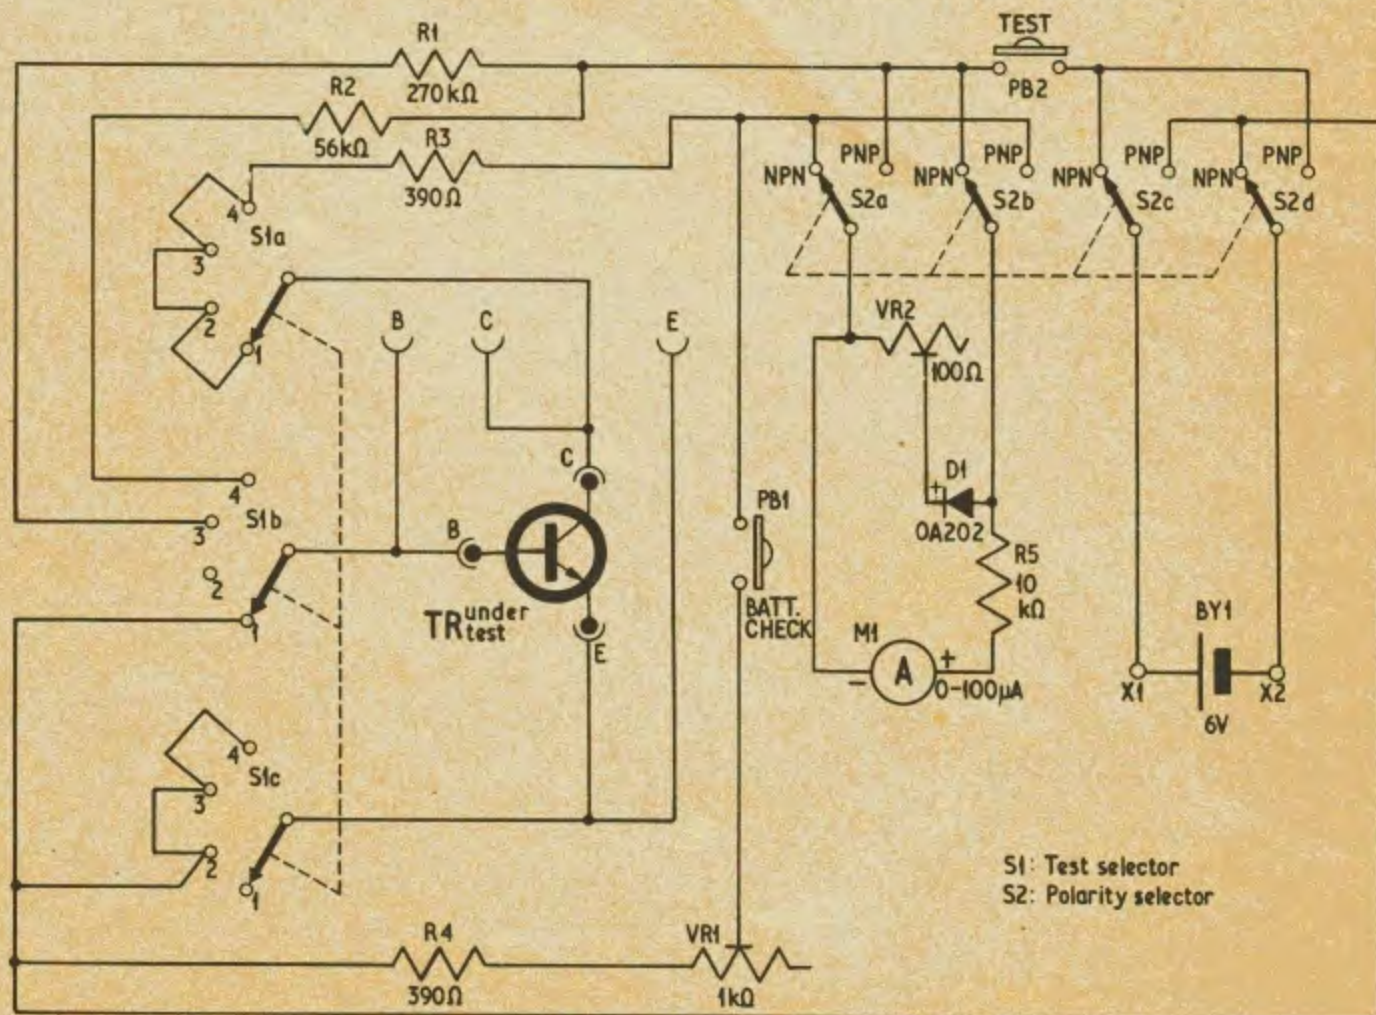 TEST
PB2
R1
270kΩ
R2
56kΩ
R3
390Ω
NPN
PNP
S2a
NPN
PNP
S2b
NPN
PNP
S2c
NPN
PNP
S2d
4
S1a
3
2
1
B
C
E
VR2
100Ω
4
S1b
3
2
1
C
B
E
TR under test
PB1
BATT. CHECK
D1
+
OA202
R5
10 kΩ
M1
A
-
+
0-100μA
BY1
X1
X2
6V
4
S1c
3
2
1
S1: Test selector
S2: Polarity selector
R4
390Ω
VR1
1kΩ